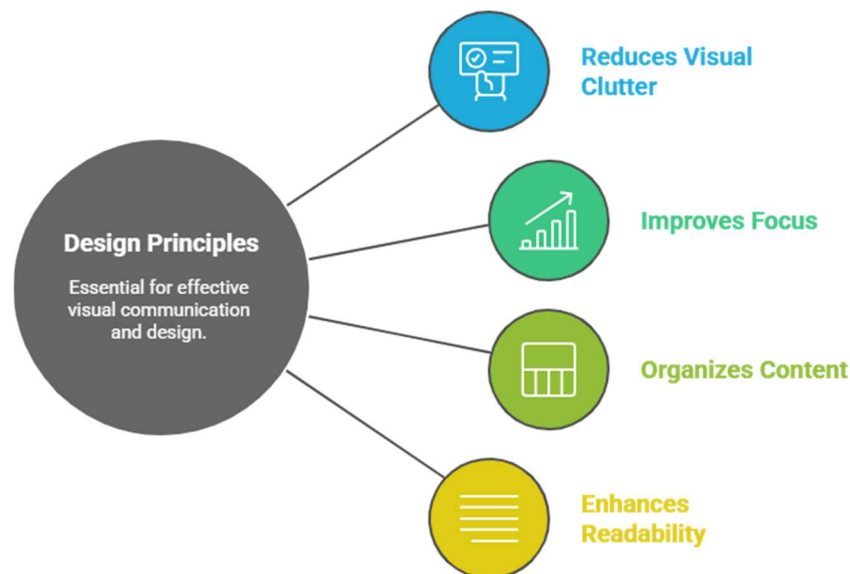 Reduces Visual
Clutter
Improves Focus
Design Principles
Essential for effective
visual communication
and design.
Organizes Content
Enhances
Readability